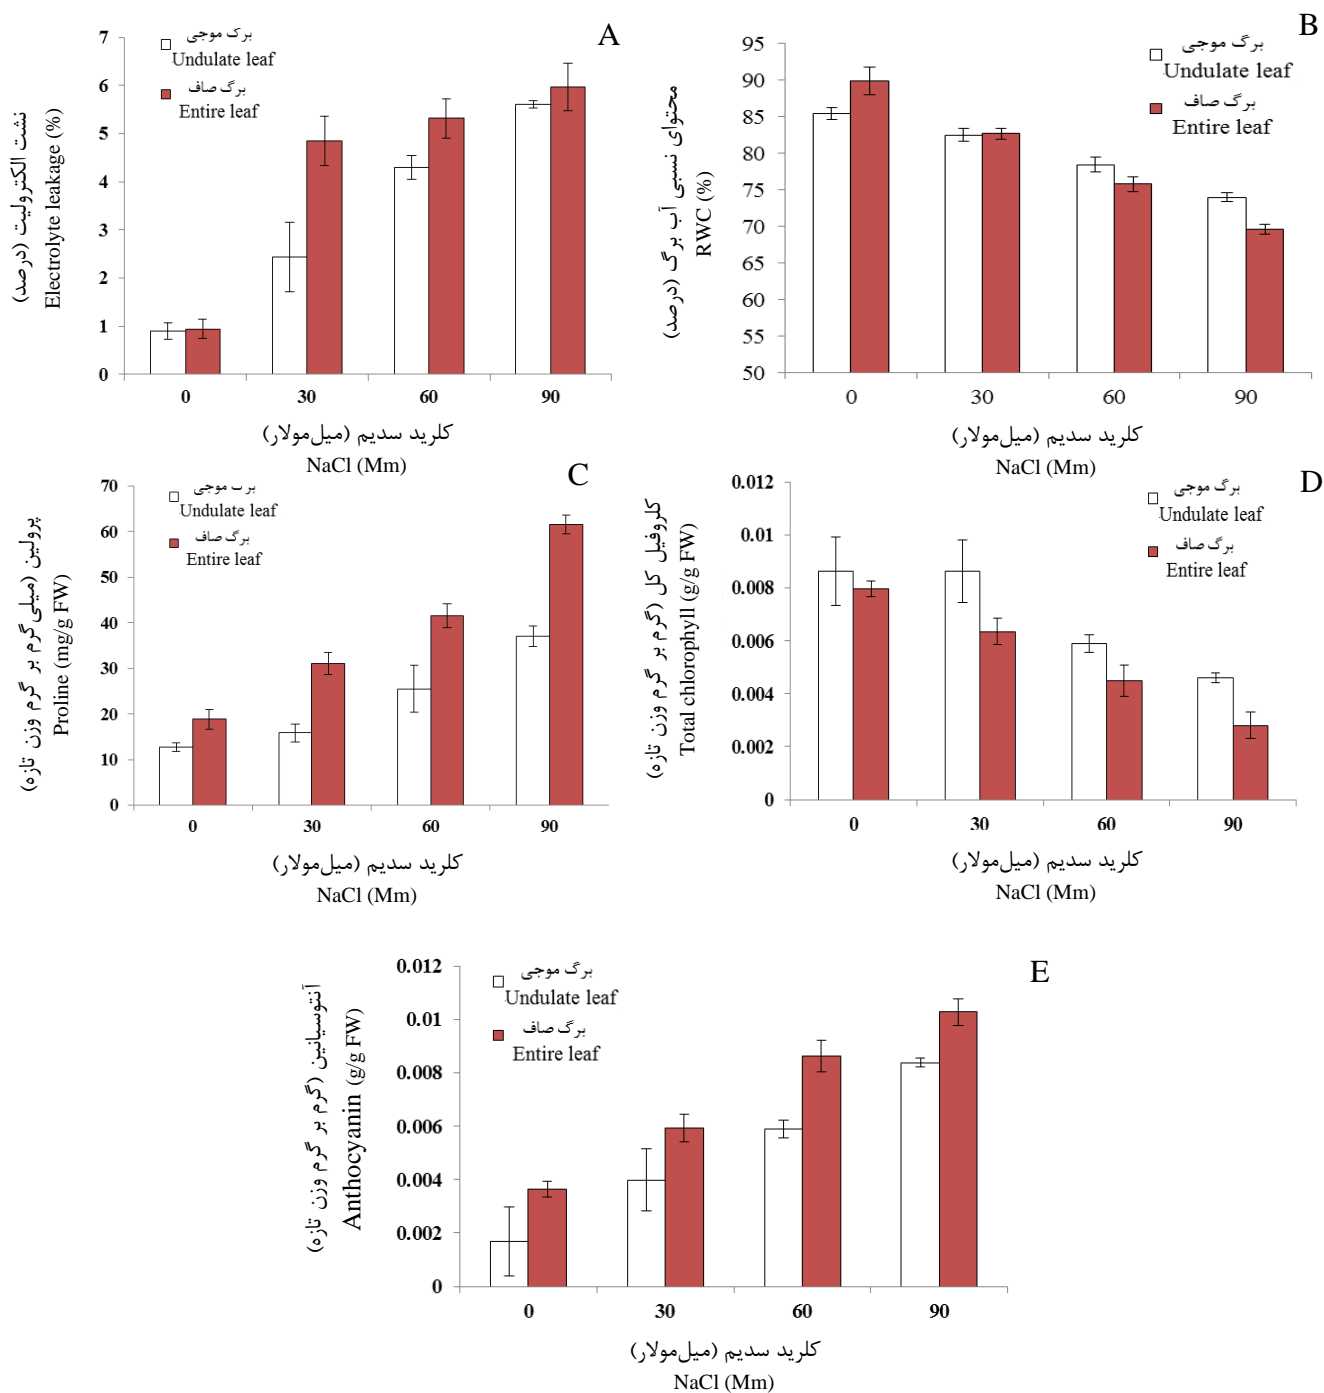 A
برگ موجی
Undulate leaf
برگ صاف
Entire leaf
نشت الکترولیت (درصد)
Electrolyte leakage (%)
7
6
5
4
3
2
1
0
0 30 60 90
کلرید سدیم (میل‌مولار)
NaCl (Mm)
B
برگ موجی
Undulate leaf
برگ صاف
Entire leaf
محتوای نسبی آب برگ (درصد)
RWC (%)
95
90
85
80
75
70
65
60
55
50
0 30 60 90
کلرید سدیم (میل‌مولار)
NaCl (Mm)
C
برگ موجی
Undulate leaf
برگ صاف
Entire leaf
پرولین (میلی گرم بر گرم وزن تازه)
Proline (mg/g FW)
70
60
50
40
30
20
10
0
0 30 60 90
کلرید سدیم (میل‌مولار)
NaCl (Mm)
D
برگ موجی
Undulate leaf
برگ صاف
Entire leaf
کلروفیل کل (گرم بر گرم وزن تازه)
Total chlorophyll (g/g FW)
0.012
0.01
0.008
0.006
0.004
0.002
0
0 30 60 90
کلرید سدیم (میل‌مولار)
NaCl (Mm)
E
برگ موجی
Undulate leaf
برگ صاف
Entire leaf
آنتوسیانین (گرم بر گرم وزن تازه)
Anthocyanin (g/g FW)
0.012
0.01
0.008
0.006
0.004
0.002
0
0 30 60 90
کلرید سدیم (میل‌مولار)
NaCl (Mm)